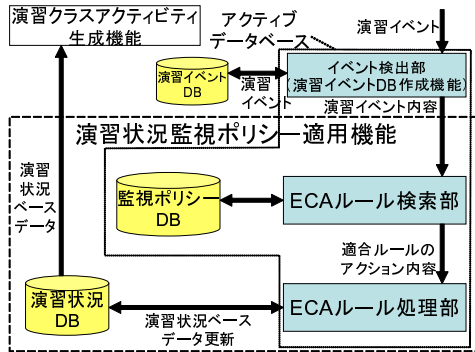 演習クラスアクティビティ
生成機能
アクティブ
データベース
演習イベント
演習イベント
DB
演習
イベント
イベント検出部
(演習イベントDB作成機能)
演習イベント内容
演習状況監視ポリシー適用機能
演習
状況
ベース
データ
監視ポリシー
DB
ECAルール検索部
適合ルールの
アクション内容
演習状況
DB
演習状況ベース
データ更新
ECAルール処理部